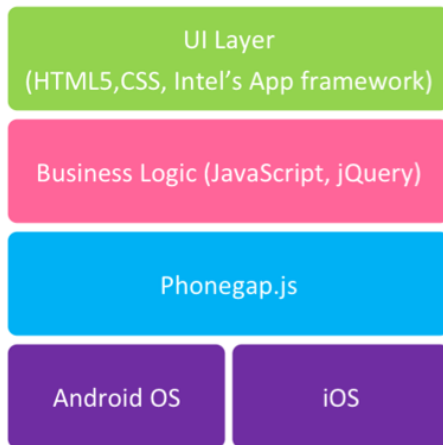 UI Layer
(HTML5,CSS, Intel's App framework)
Business Logic (JavaScript, jQuery)
Phonegap.js
Android OS
iOS